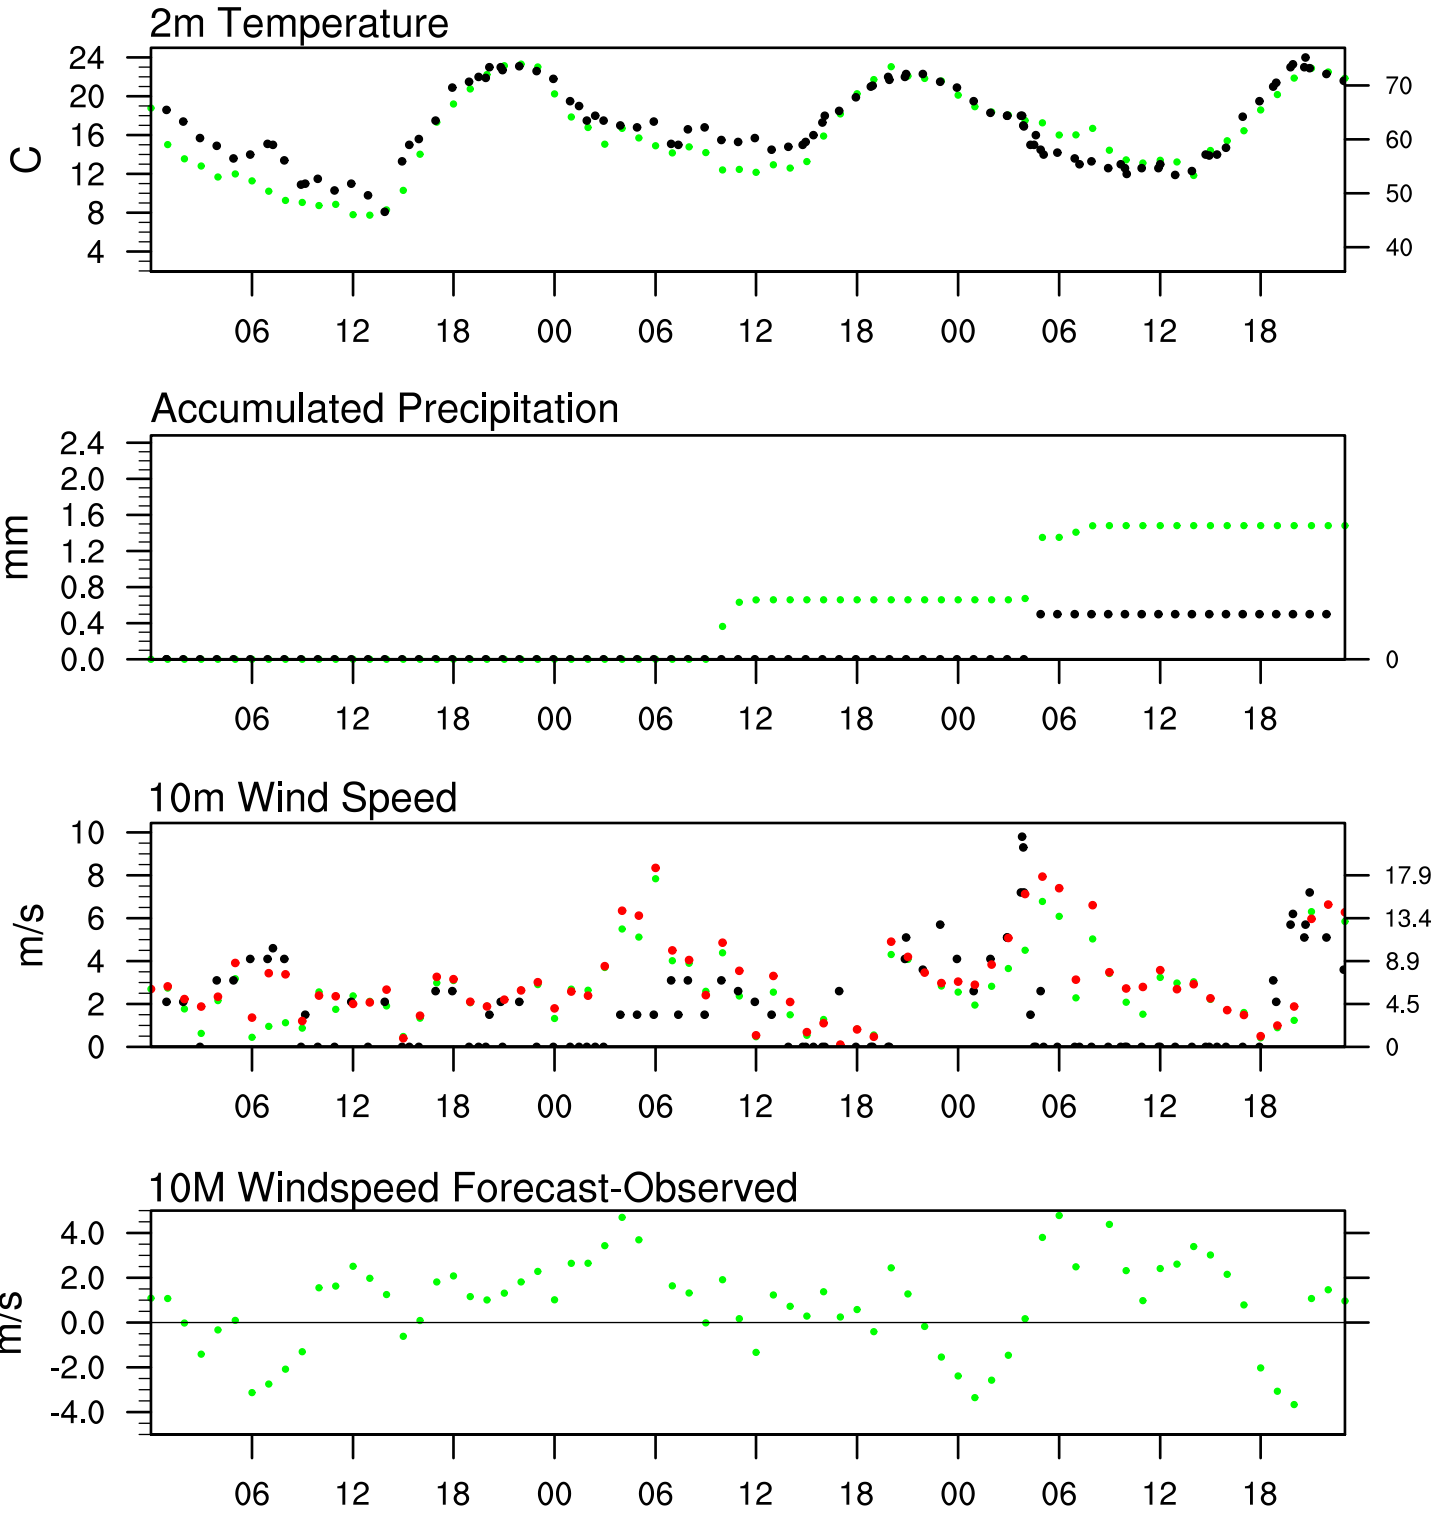 2m Temperature
24
20
16
12
8
4
C
70
60
50
40
06 12 18 00 06 12 18 00 06 12 18
Accumulated Precipitation
2.4
2.0
1.6
1.2
0.8
0.4
0.0
mm
0
06 12 18 00 06 12 18 00 06 12 18
10m Wind Speed
10
8
6
4
2
0
m/s
17.9
13.4
8.9
4.5
0
06 12 18 00 06 12 18 00 06 12 18
10M Windspeed Forecast-Observed
4.0
2.0
0.0
-2.0
-4.0
m/s
06 12 18 00 06 12 18 00 06 12 18